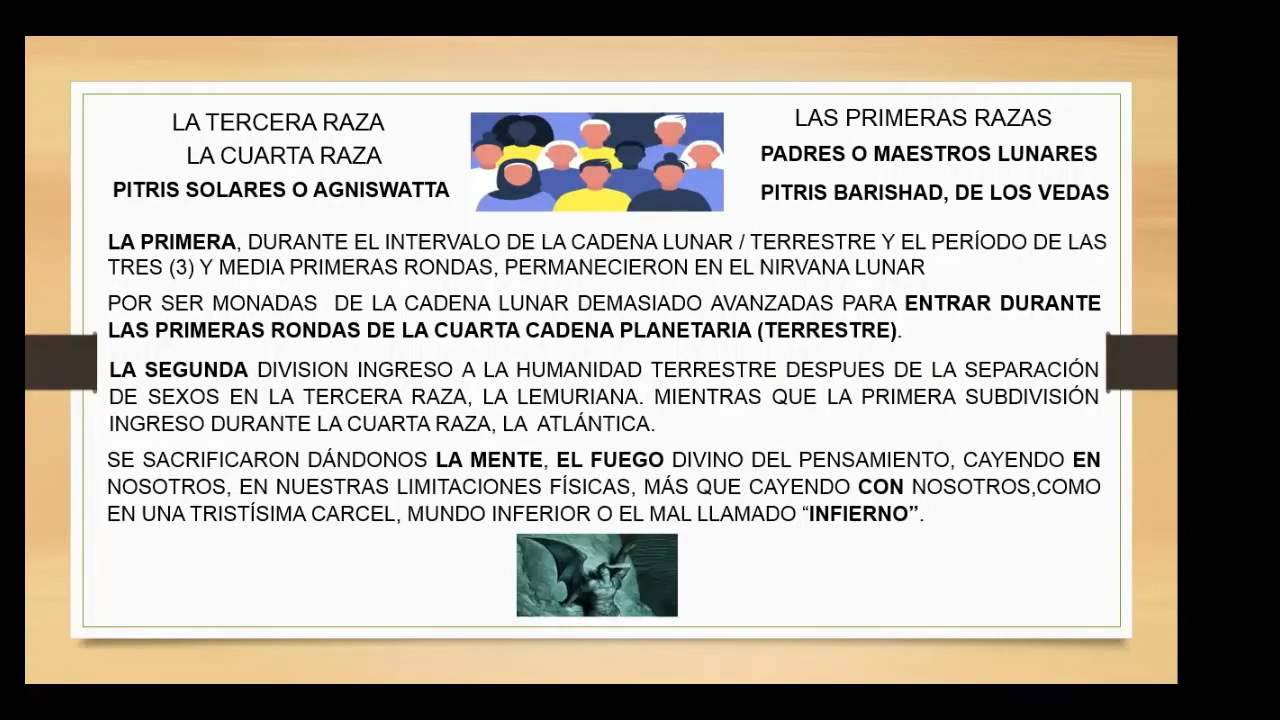 LA TERCERA RAZA
LA CUARTA RAZA
PITRIS SOLARES O AGNISWATTA
LAS PRIMERAS RAZAS
PADRES O MAESTROS LUNARES
PITRIS BARISHAD, DE LOS VEDAS
LA PRIMERA, DURANTE EL INTERVALO DE LA CADENA LUNAR / TERRESTRE Y EL PERÍODO DE LAS
TRES (3) Y MEDIA PRIMERAS RONDAS, PERMANECIERON EN EL NIRVANA LUNAR
POR SER MONADAS DE LA CADENA LUNAR DEMASIADO AVANZADAS PARA ENTRAR DURANTE
LAS PRIMERAS RONDAS DE LA CUARTA CADENA PLANETARIA (TERRESTRE).
LA SEGUNDA DIVISION INGRESO A LA HUMANIDAD TERRESTRE DESPUES DE LA SEPARACIÓN
DE SEXOS EN LA TERCERA RAZA, LA LEMURIANA. MIENTRAS QUE LA PRIMERA SUBDIVISIÓN
INGRESO DURANTE LA CUARTA RAZA, LA ATLÁNTICA.
SE SACRIFICARON DÁNDONOS LA MENTE, EL FUEGO DIVINO DEL PENSAMIENTO, CAYENDO EN
NOSOTROS, EN NUESTRAS LIMITACIONES FÍSICAS, MÁS QUE CAYENDO CON NOSOTROS,COMO
EN UNA TRISTÍSIMA CARCEL, MUNDO INFERIOR O EL MAL LLAMADO “INFIERNO”.